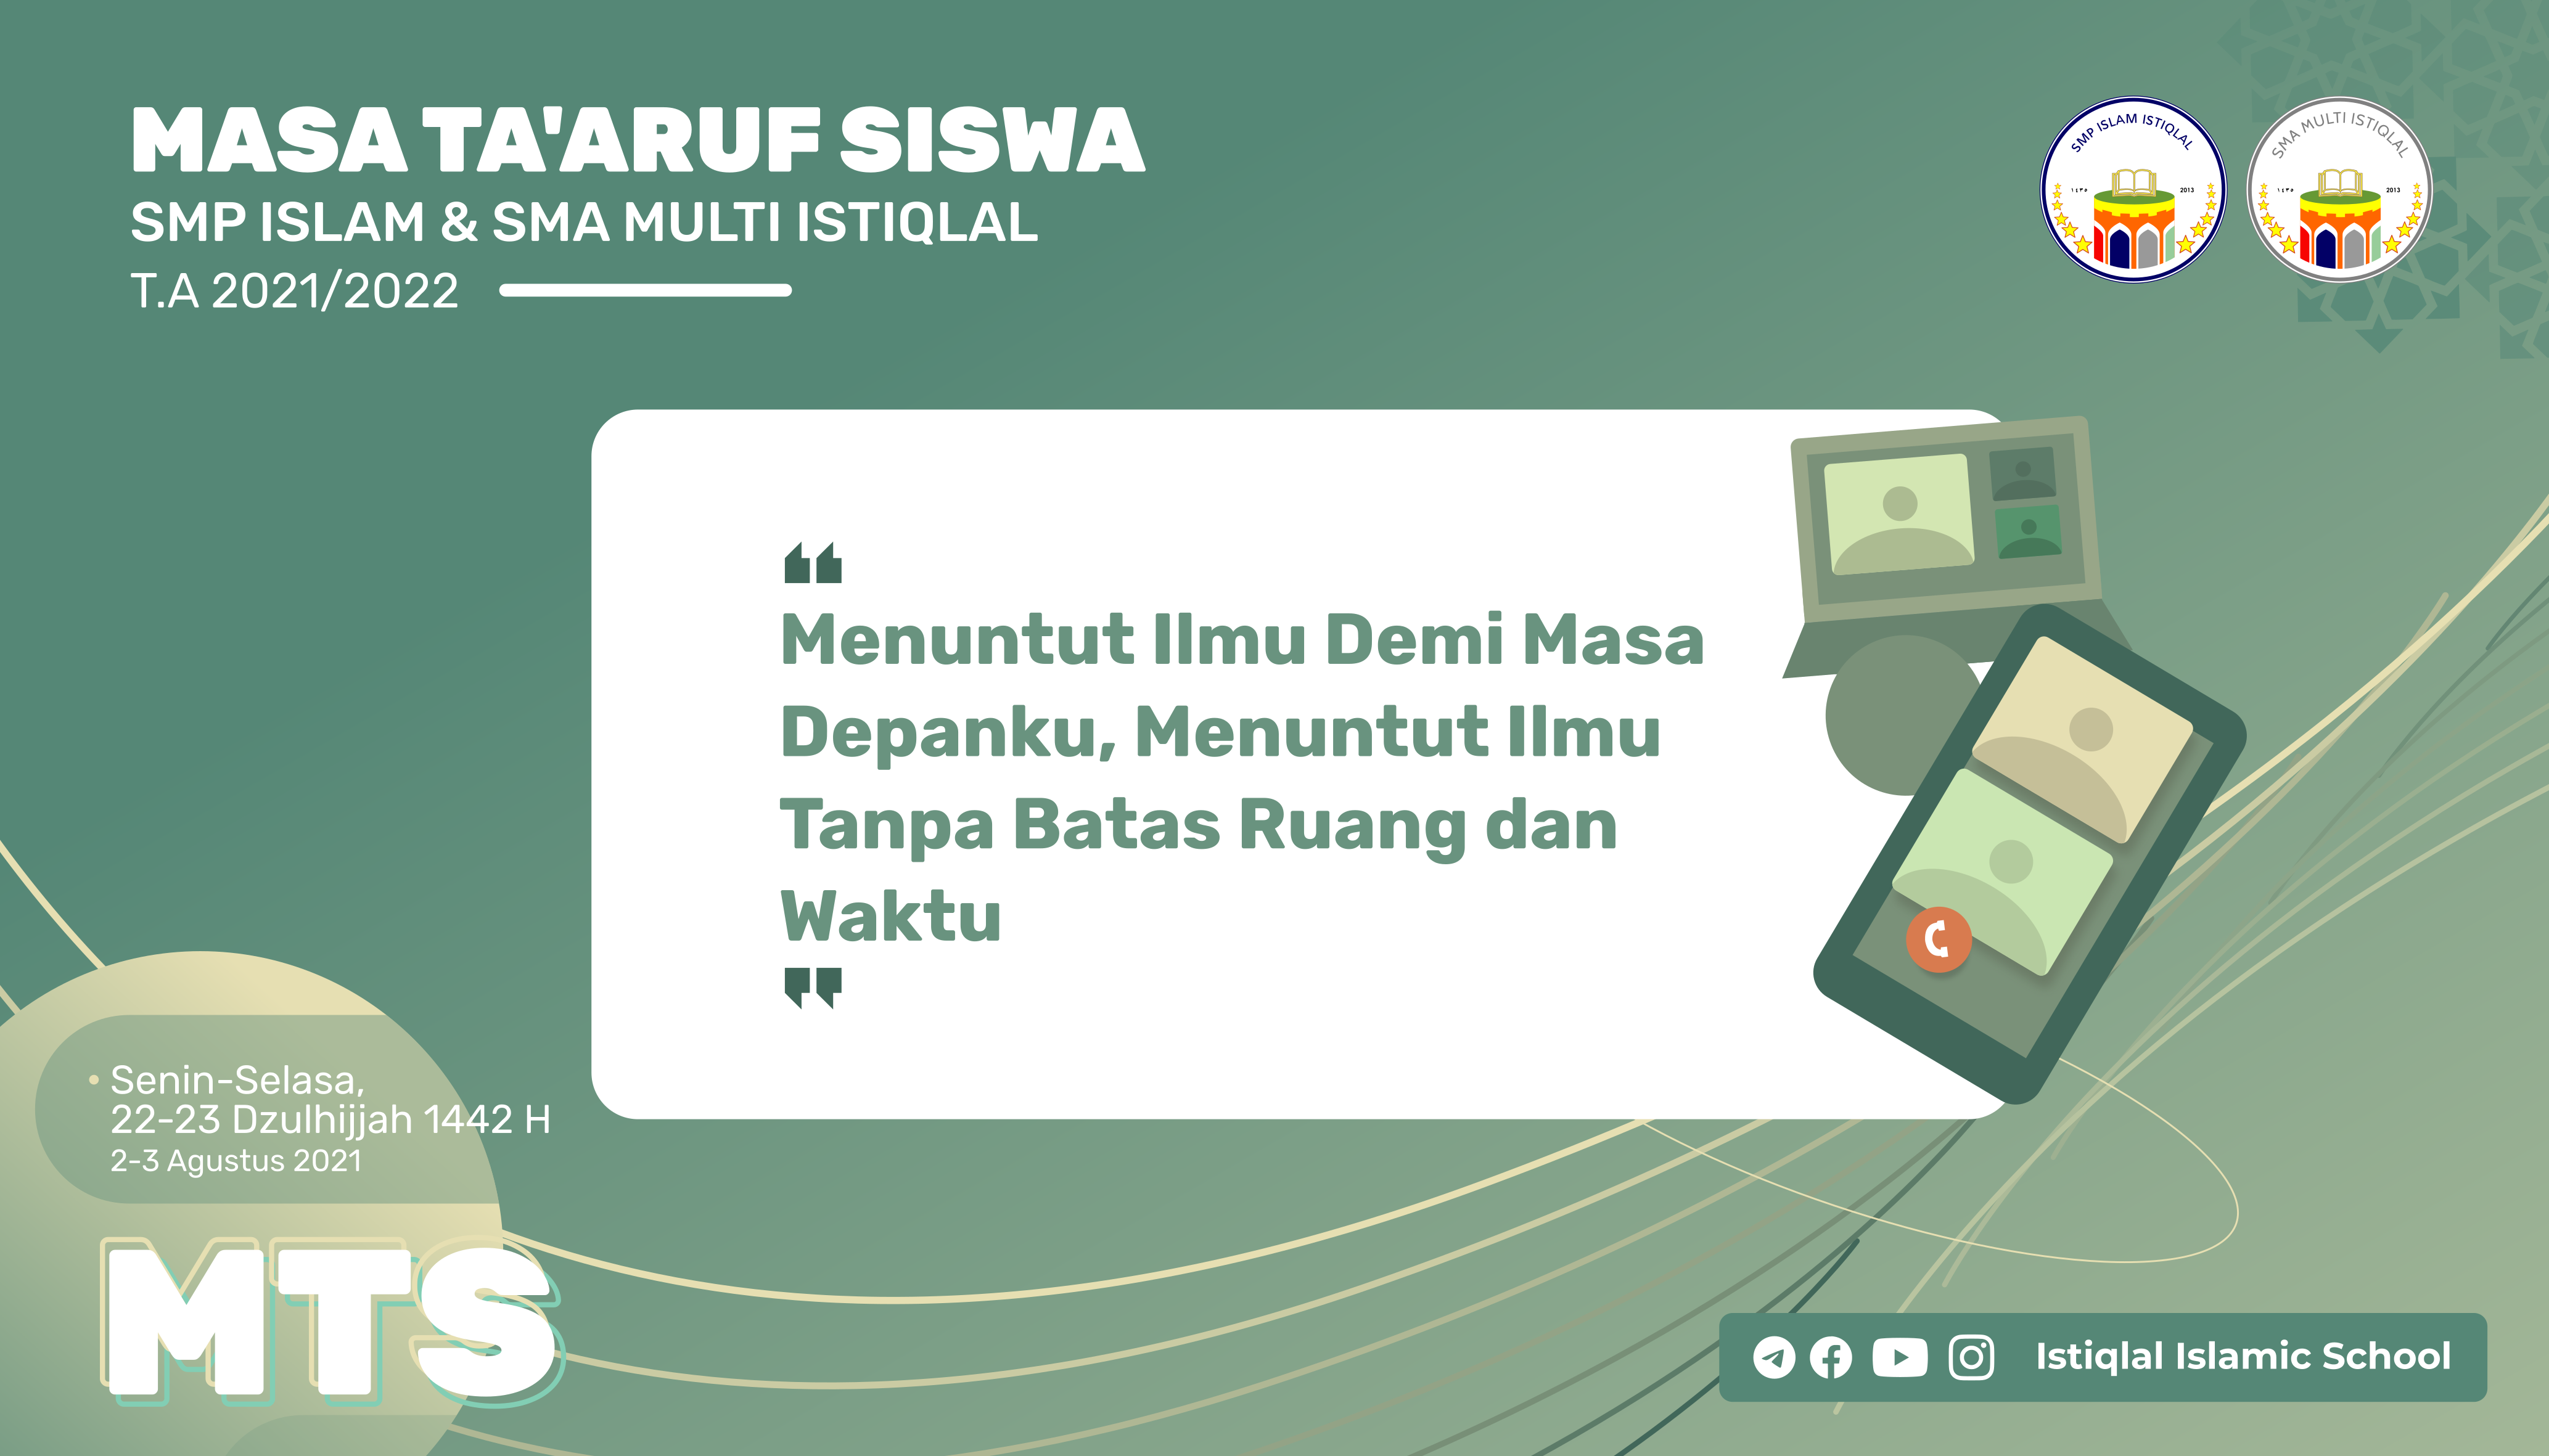 MASA TA'ARUF SISWA
SMP ISLAM & SMA MULTI ISTIQLAL
T.A 2021/2022
SMP ISLAM ISTIQLAL
١٤٣٥
2013
SMA MULTI ISTIQLAL
١٤٣٥
2013
❝
Menuntut Ilmu Demi Masa
Depanku, Menuntut Ilmu
Tanpa Batas Ruang dan
Waktu
❞
• Senin-Selasa,
22-23 Dzulhijjah 1442 H
2-3 Agustus 2021
MTS
Istiqlal Islamic School